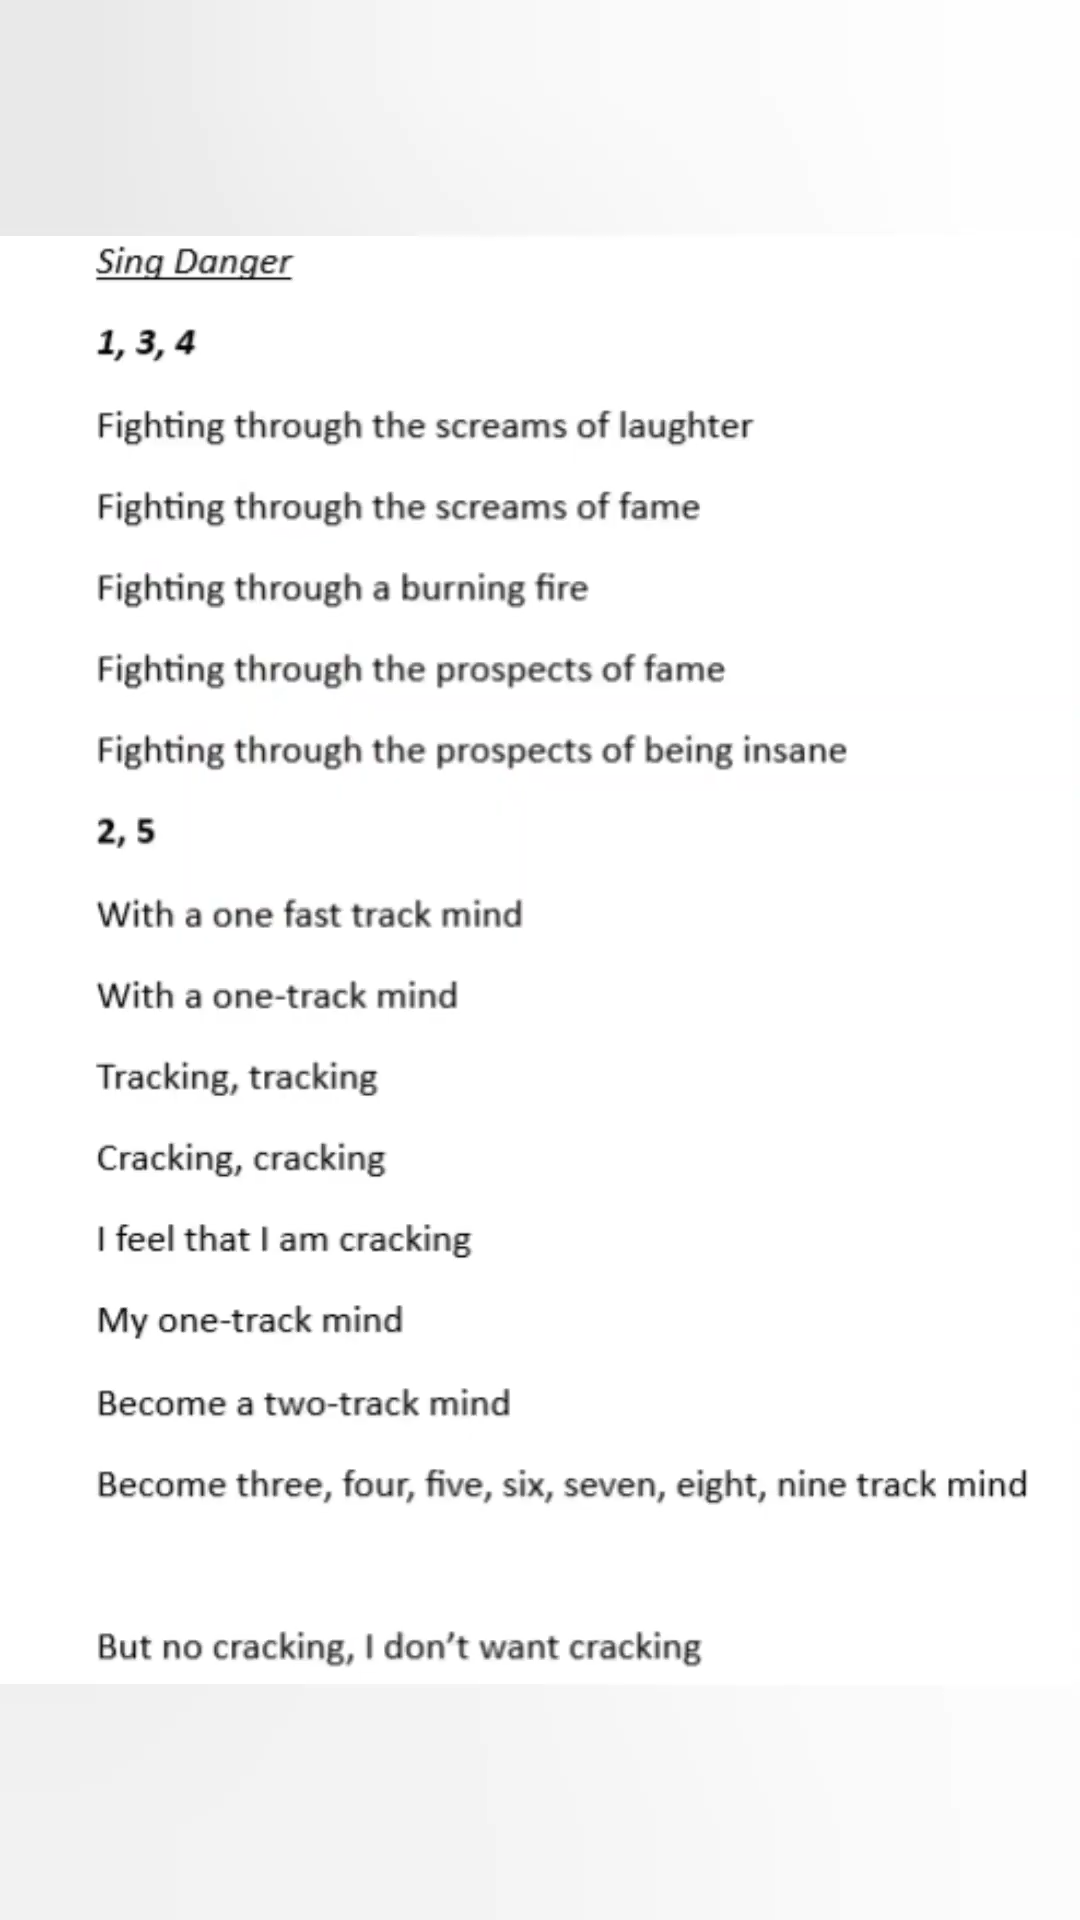 Sing Danger
1, 3, 4
Fighting through the screams of laughter
Fighting through the screams of fame
Fighting through a burning fire
Fighting through the prospects of fame
Fighting through the prospects of being insane
2, 5
With a one fast track mind
With a one-track mind
Tracking, tracking
Cracking, cracking
I feel that I am cracking
My one-track mind
Become a two-track mind
Become three, four, five, six, seven, eight, nine track mind
But no cracking, I don’t want cracking